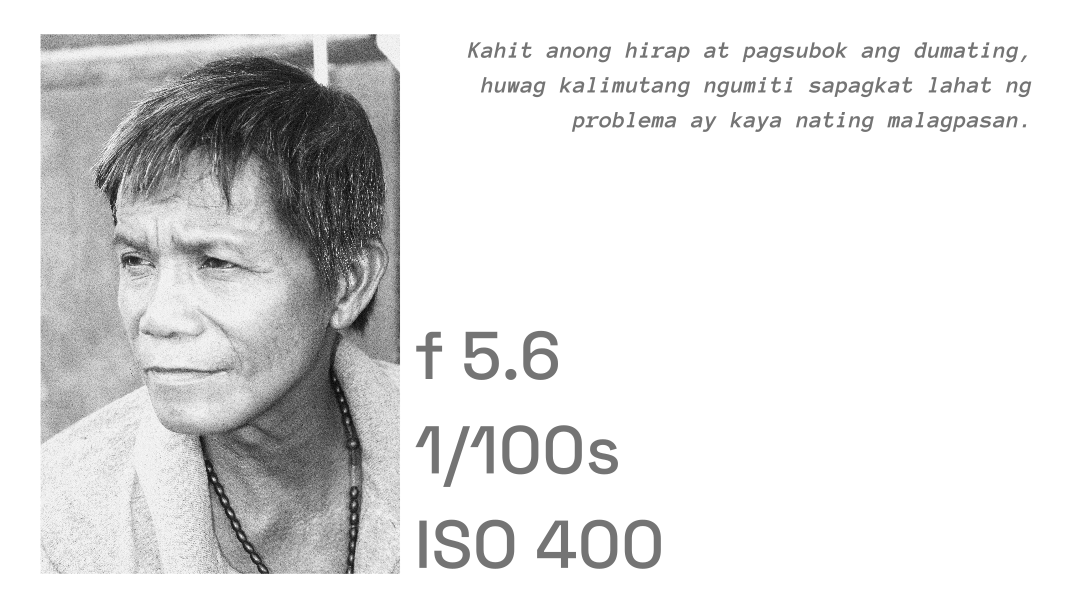 Kahit anong hirap at pagsubok ang dumating,
huwag kalimutang ngumiti sapagkat lahat ng
problema ay kaya nating malagpasan.
f 5.6
1/100s
ISO 400